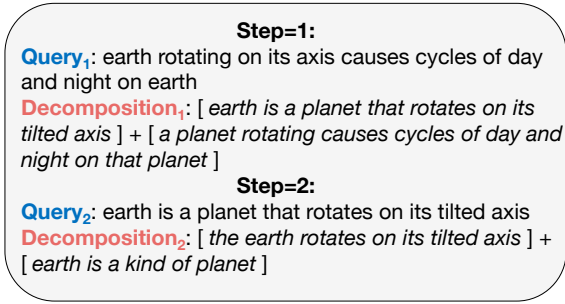 Step=1:
Query₁: earth rotating on its axis causes cycles of day
and night on earth
Decomposition₁: [ earth is a planet that rotates on its
tilted axis ] + [ a planet rotating causes cycles of day and
night on that planet ]
Step=2:
Query₂: earth is a planet that rotates on its tilted axis
Decomposition₂: [ the earth rotates on its tilted axis ] +
[ earth is a kind of planet ]